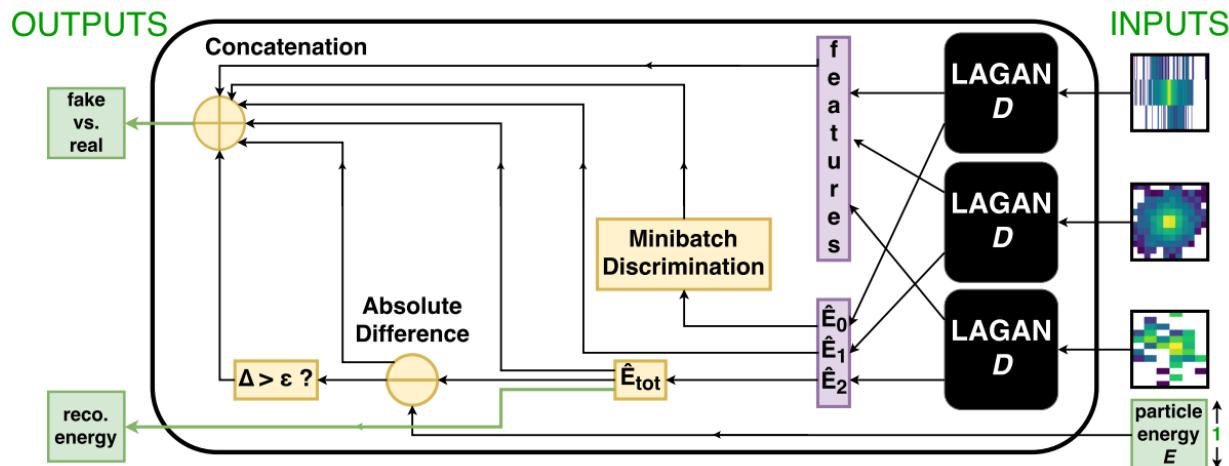 OUTPUTS
INPUTS
Concatenation
fake
vs.
real
f
e
a
t
u
r
e
s
LAGAN
D
LAGAN
D
LAGAN
D
Minibatch
Discrimination
Absolute
Difference
Ê0
Ê1
Ê2
Δ > ε ?
Êtot
reco.
energy
particle
energy
E
1